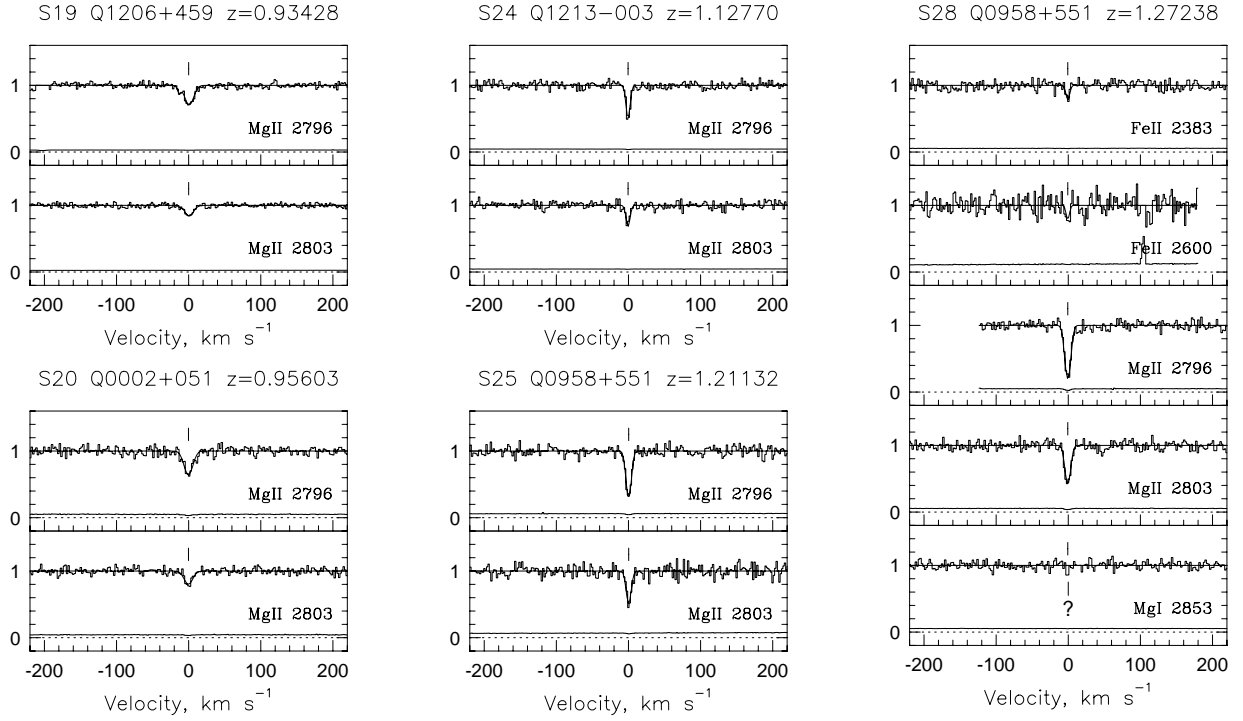 S19 Q1206+459 z=0.93428
1
MgII 2796
0
1
MgII 2803
0
-200 -100 0 100 200
Velocity, km s⁻¹
S20 Q0002+051 z=0.95603
1
MgII 2796
0
1
MgII 2803
0
-200 -100 0 100 200
Velocity, km s⁻¹
S24 Q1213−003 z=1.12770
1
MgII 2796
0
1
MgII 2803
0
-200 -100 0 100 200
Velocity, km s⁻¹
S25 Q0958+551 z=1.21132
1
MgII 2796
0
1
MgII 2803
0
-200 -100 0 100 200
Velocity, km s⁻¹
S28 Q0958+551 z=1.27238
1
FeII 2383
0
1
FeII 2600
0
1
MgII 2796
0
1
MgII 2803
0
1
?
MgI 2853
0
-200 -100 0 100 200
Velocity, km s⁻¹